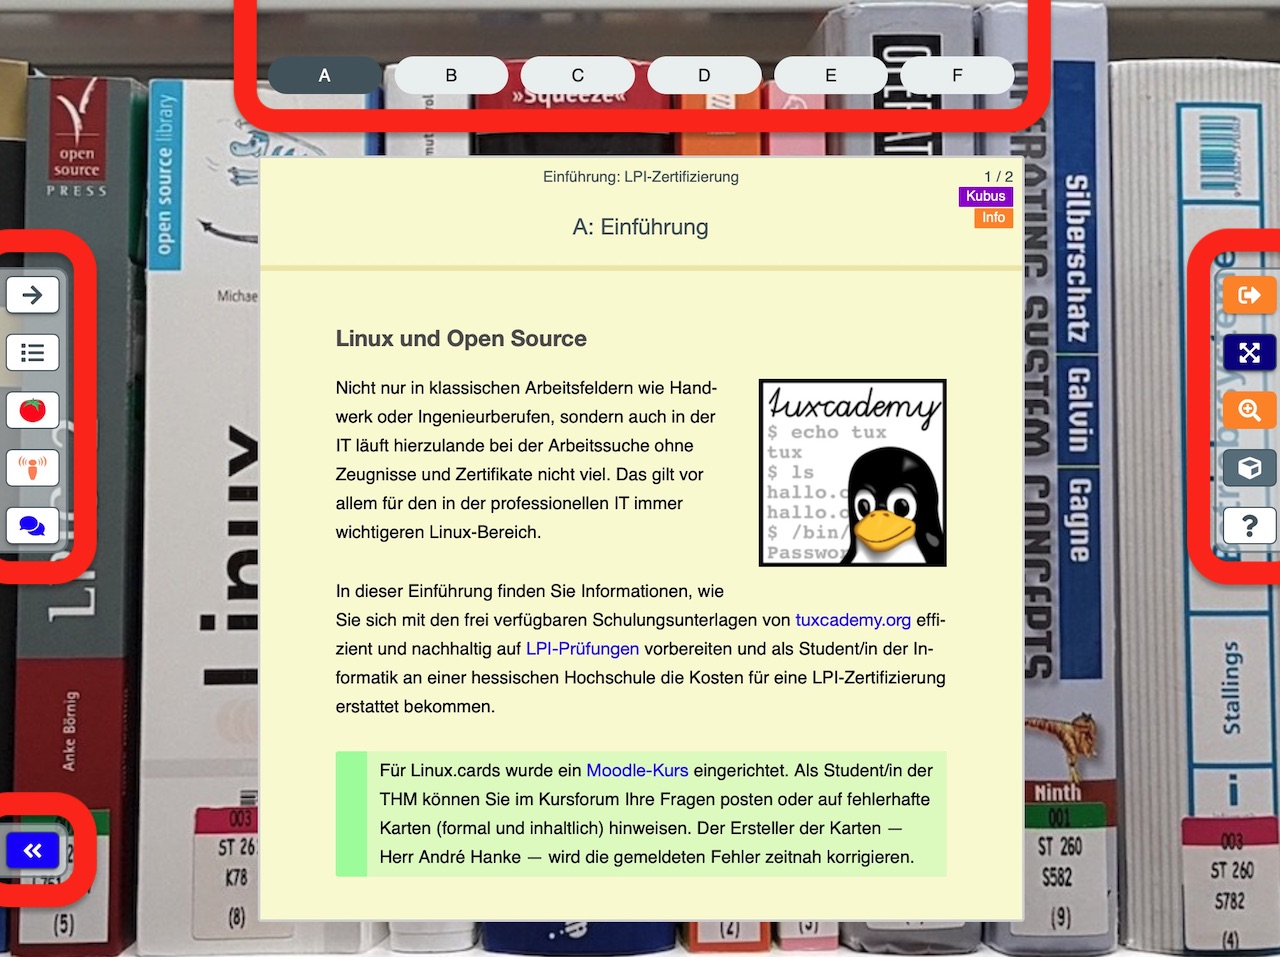 A
B
C
D
E
F
»Squeeze«
open
source
PRESS
open source library
Michae
linux
Anke Börnig
003
ST 26
K78
(8)
(5)
Einführung: LPI-Zertifizierung
1 / 2
Kubus
Info
A: Einführung
Linux und Open Source
Nicht nur in klassischen Arbeitsfeldern wie Hand-
werk oder Ingenieurberufen, sondern auch in der
IT läuft hierzulande bei der Arbeitssuche ohne
Zeugnisse und Zertifikate nicht viel. Das gilt vor
allem für den in der professionellen IT immer
wichtigeren Linux-Bereich.
tuxcademy
$ echo tux
tux
$ ls
hallo.c
hallo.c
$ /bin/
Passwor
In dieser Einführung finden Sie Informationen, wie
Sie sich mit den frei verfügbaren Schulungsunterlagen von tuxcademy.org effi-
zient und nachhaltig auf LPI-Prüfungen vorbereiten und als Student/in der In-
formatik an einer hessischen Hochschule die Kosten für eine LPI-Zertifizierung
erstattet bekommen.
Für Linux.cards wurde ein Moodle-Kurs eingerichtet. Als Student/in der
THM können Sie im Kursforum Ihre Fragen posten oder auf fehlerhafte
Karten (formal und inhaltlich) hinweisen. Der Ersteller der Karten —
Herr André Hanke — wird die gemeldeten Fehler zeitnah korrigieren.
(2)
OPERATING SYSTEM CONCEPTS
Silberschatz
Galvin
Gagne
Ninth
001
ST 260
S582
(9)
?
Stallings
003
ST 260
S782
(4)